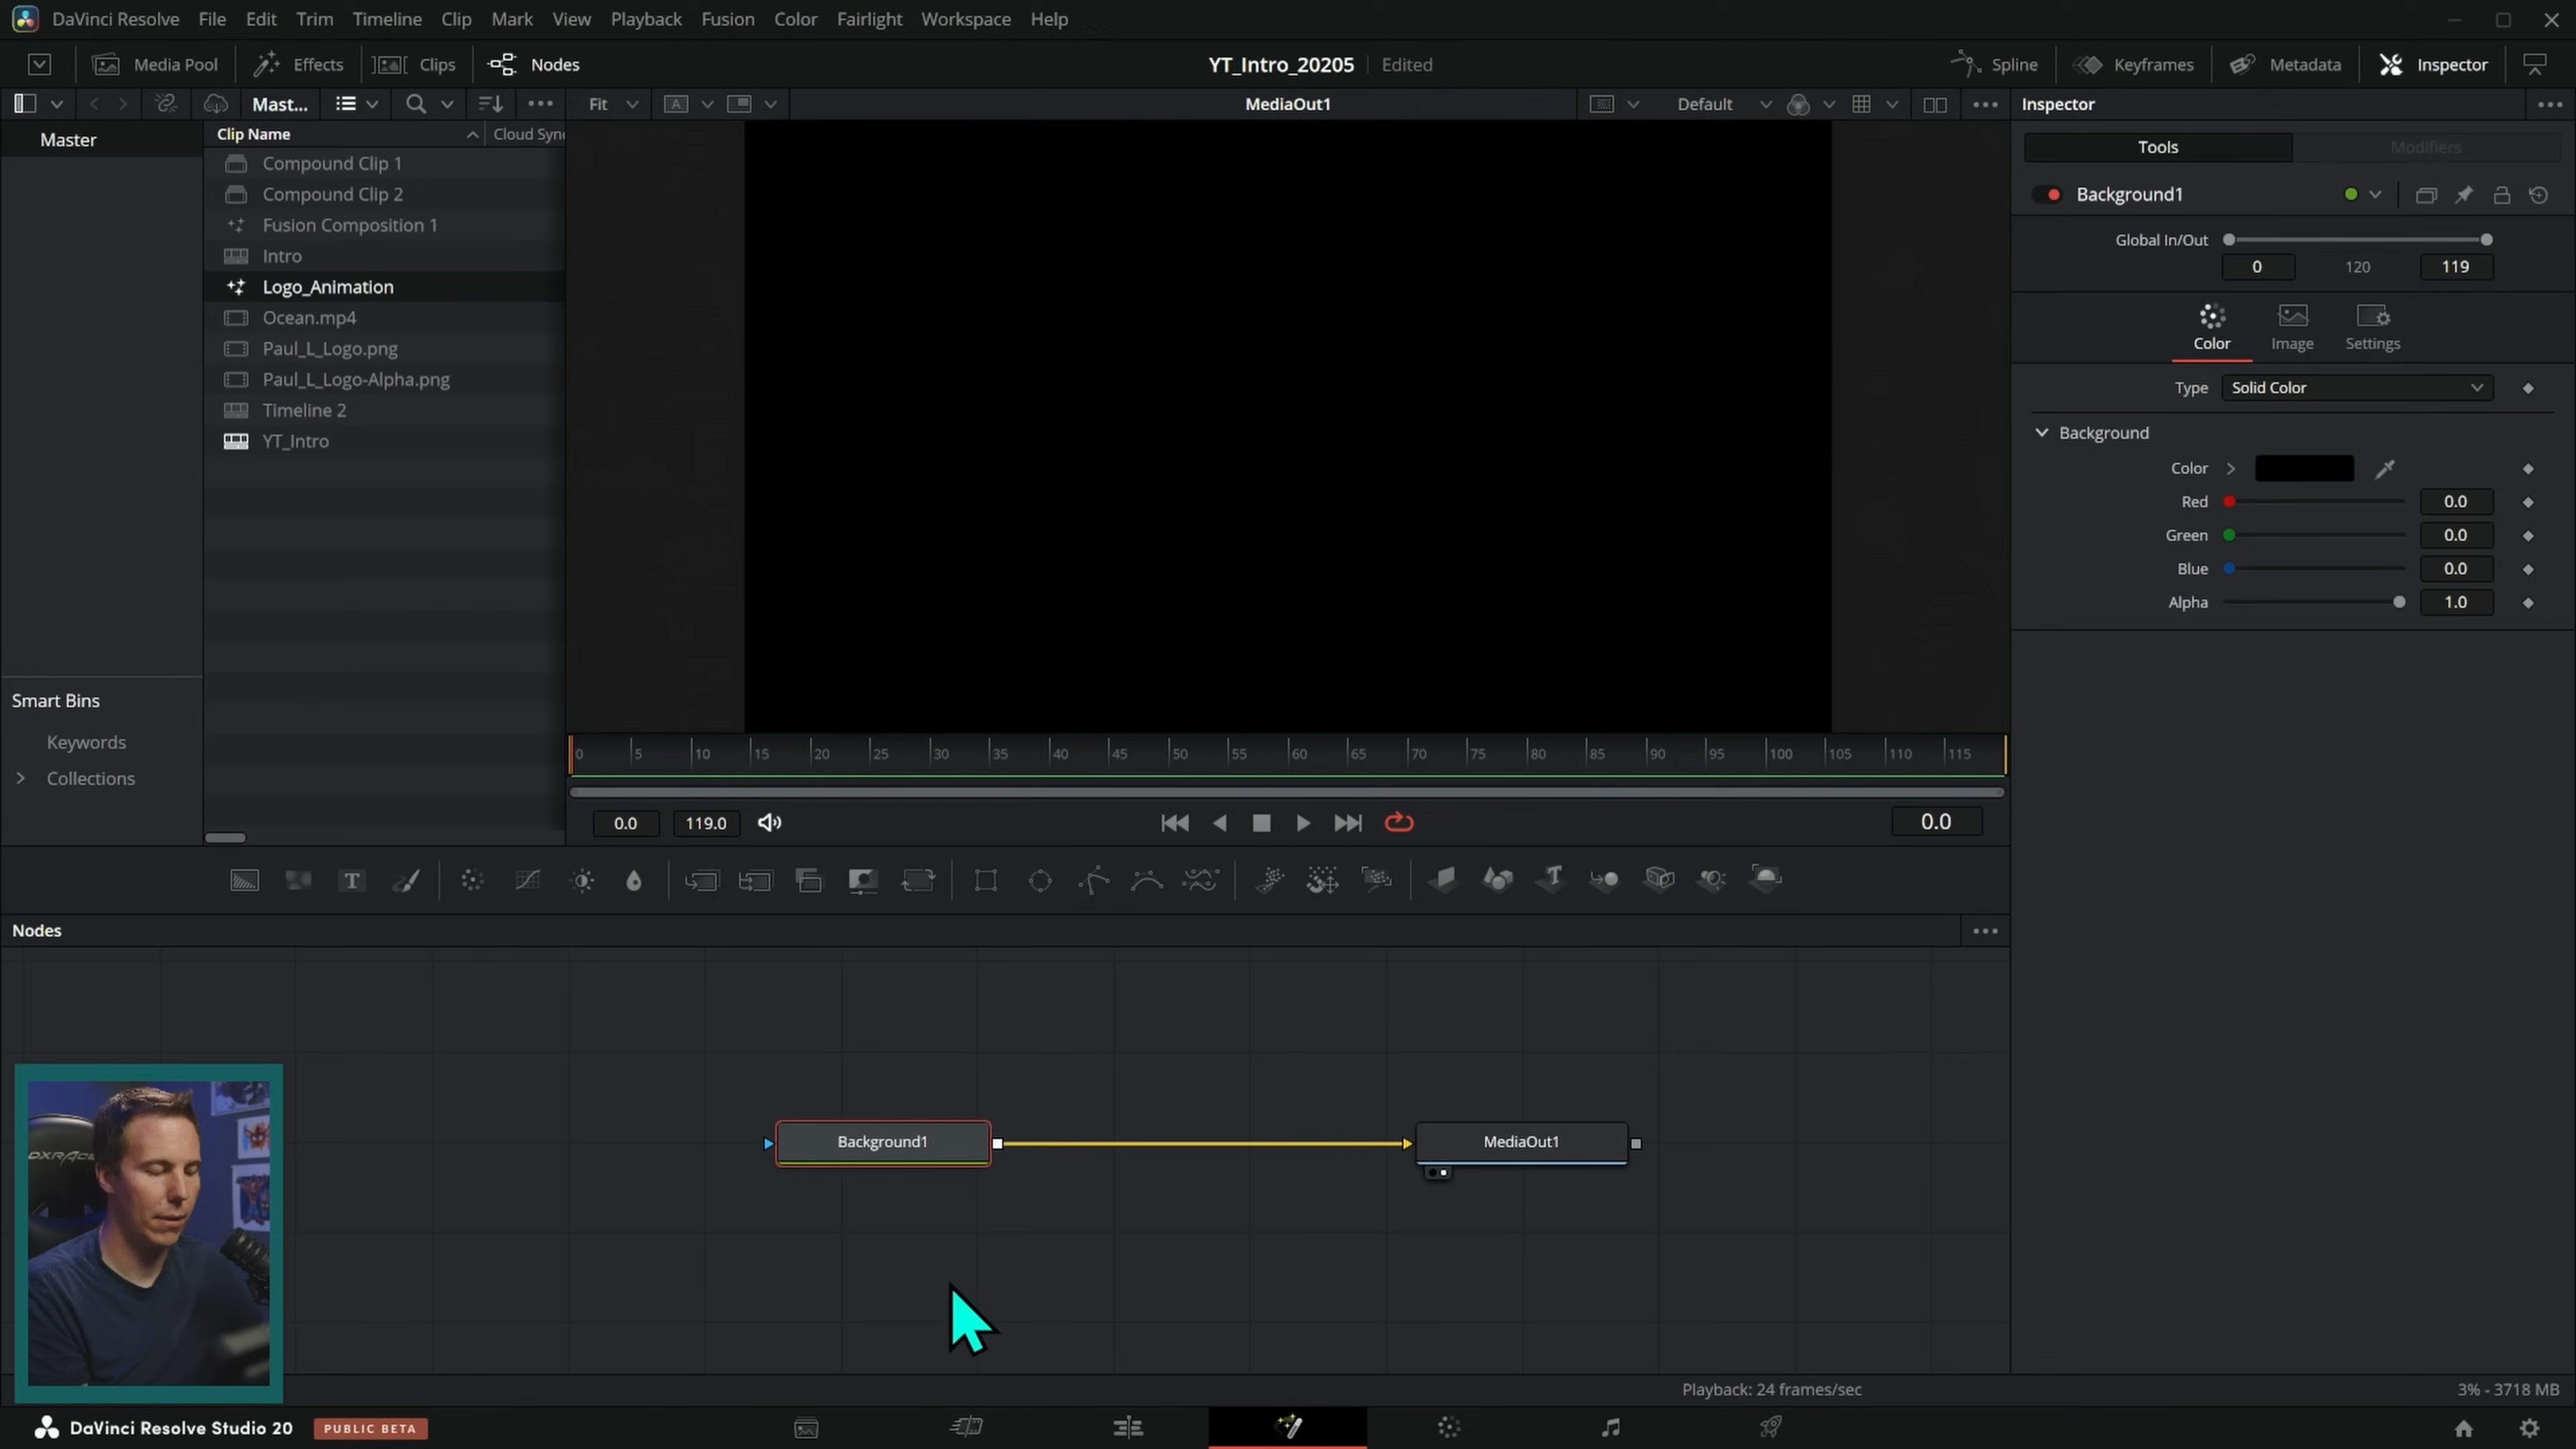 DaVinci Resolve File Edit Trim Timeline Clip Mark View Playback Fusion Color Fairlight Workspace Help
Media Pool Effects Clips Nodes YT_Intro_20205 Edited Spline Keyframes Metadata Inspector
Mast... Fit A MediaOut1 Default Inspector
Master Clip Name Cloud Sync
Compound Clip 1
Compound Clip 2
Fusion Composition 1
Intro
Logo_Animation
Ocean.mp4
Paul_L_Logo.png
Paul_L_Logo-Alpha.png
Timeline 2
YT_Intro
Smart Bins
Keywords
Collections
Tools Modifiers
Background1
Global In/Out
0 120 119
Color Image Settings
Type Solid Color
Background
Color
Red 0.0
Green 0.0
Blue 0.0
Alpha 1.0
0 5 10 15 20 25 30 35 40 45 50 55 60 65 70 75 80 85 90 95 100 105 110 115
0.0 119.0 0.0
T
Nodes
Background1 MediaOut1
DXRACE
Playback: 24 frames/sec 3% - 3718 MB
DaVinci Resolve Studio 20 PUBLIC BETA